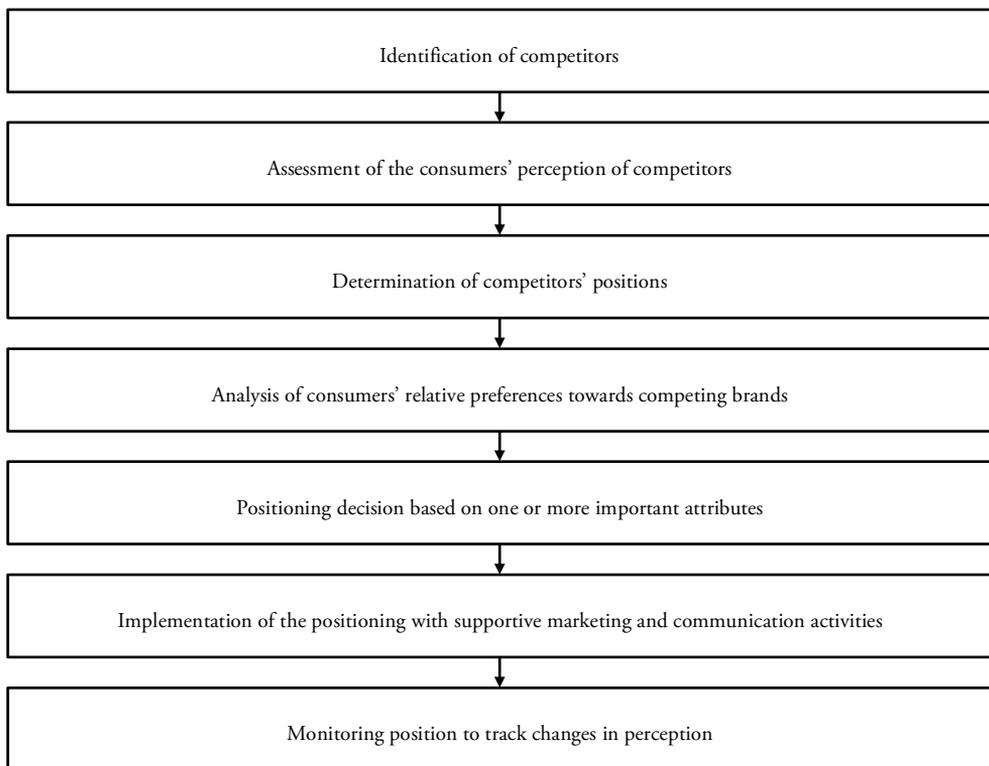 Identification of competitors
Assessment of the consumers’ perception of competitors
Determination of competitors’ positions
Analysis of consumers’ relative preferences towards competing brands
Positioning decision based on one or more important attributes
Implementation of the positioning with supportive marketing and communication activities
Monitoring position to track changes in perception